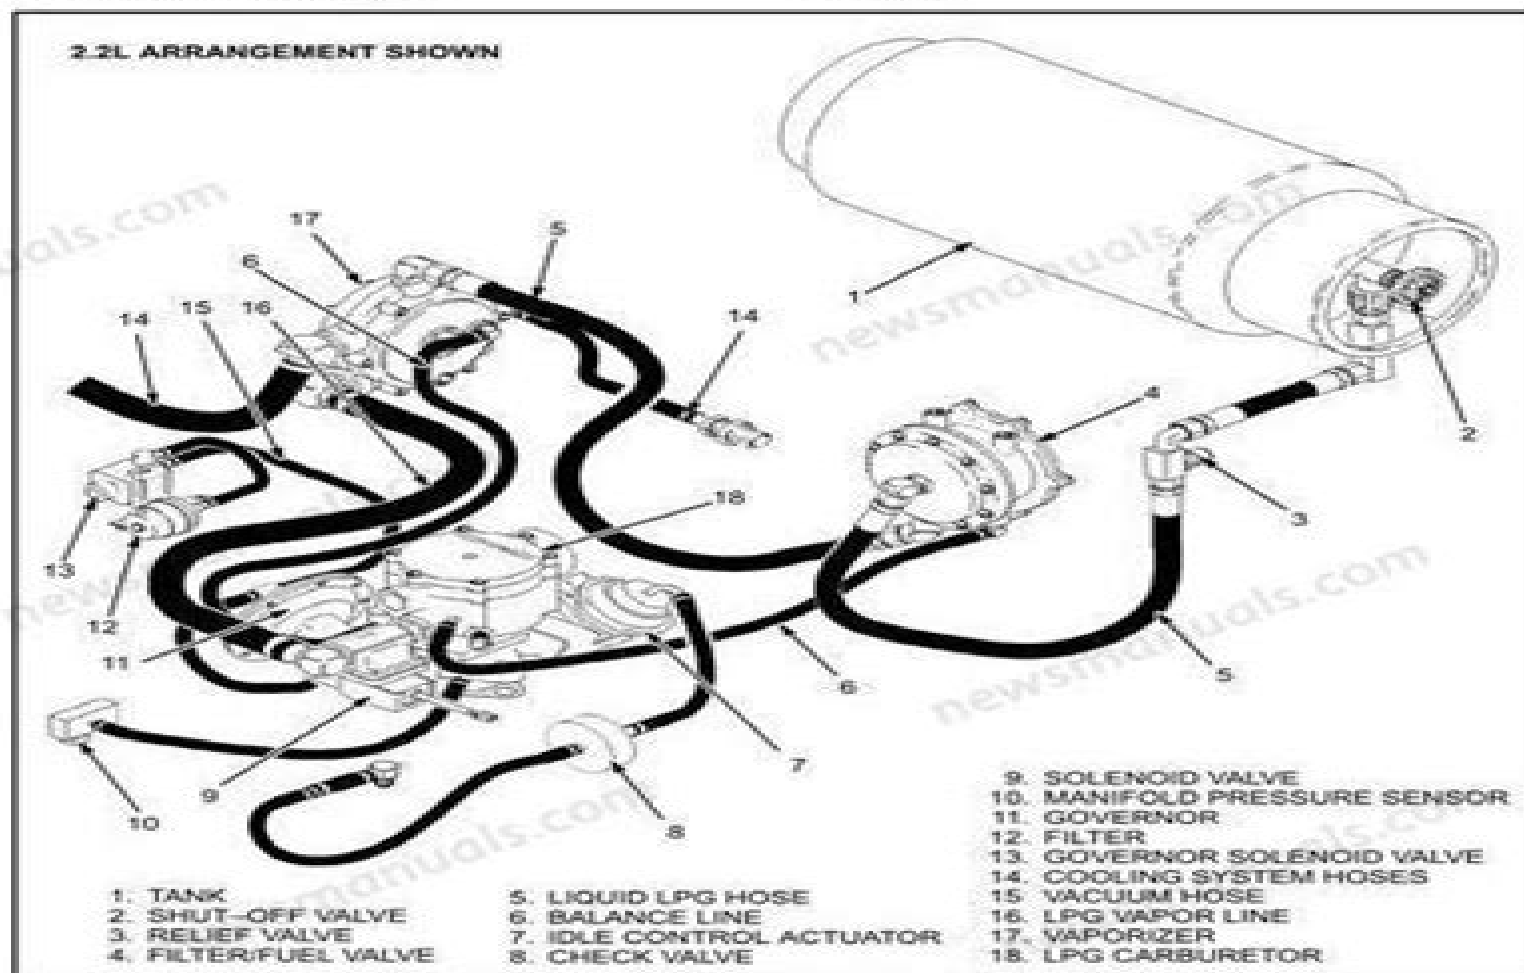 2.2L ARRANGEMENT SHOWN
17
5
6
14
15
16
14
1
4
2
18
3
13
12
11
6
5
9
7
10
8
newsmanuals.com
newsmanuals.com
1. TANK
2. SHUT-OFF VALVE
3. RELIEF VALVE
4. FILTER/FUEL VALVE
5. LIQUID LPG HOSE
6. BALANCE LINE
7. IDLE CONTROL ACTUATOR
8. CHECK VALVE
9. SOLENOID VALVE
10. MANIFOLD PRESSURE SENSOR
11. GOVERNOR
12. FILTER
13. GOVERNOR SOLENOID VALVE
14. COOLING SYSTEM HOSES
15 VACUUM HOSE
16. LPG VAPOR LINE
17. VAPORIZER
18. LPG CARBURETOR